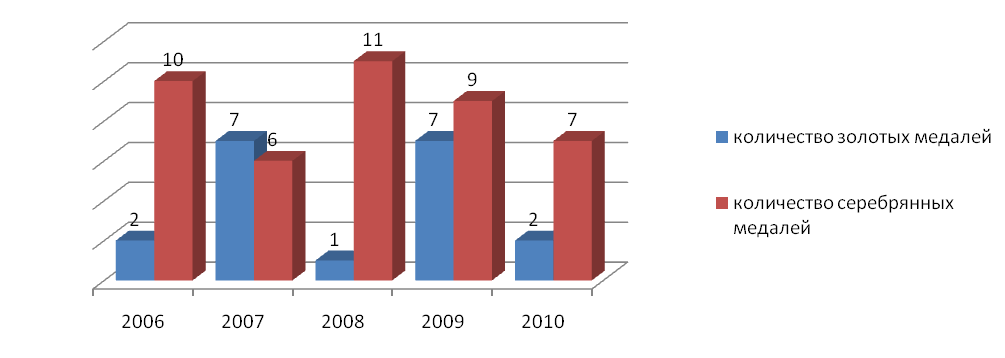 10
11
9
7
7
7
6
2
2
1
2006 2007 2008 2009 2010
количество золотых медалей
количество серебрянных
медалей